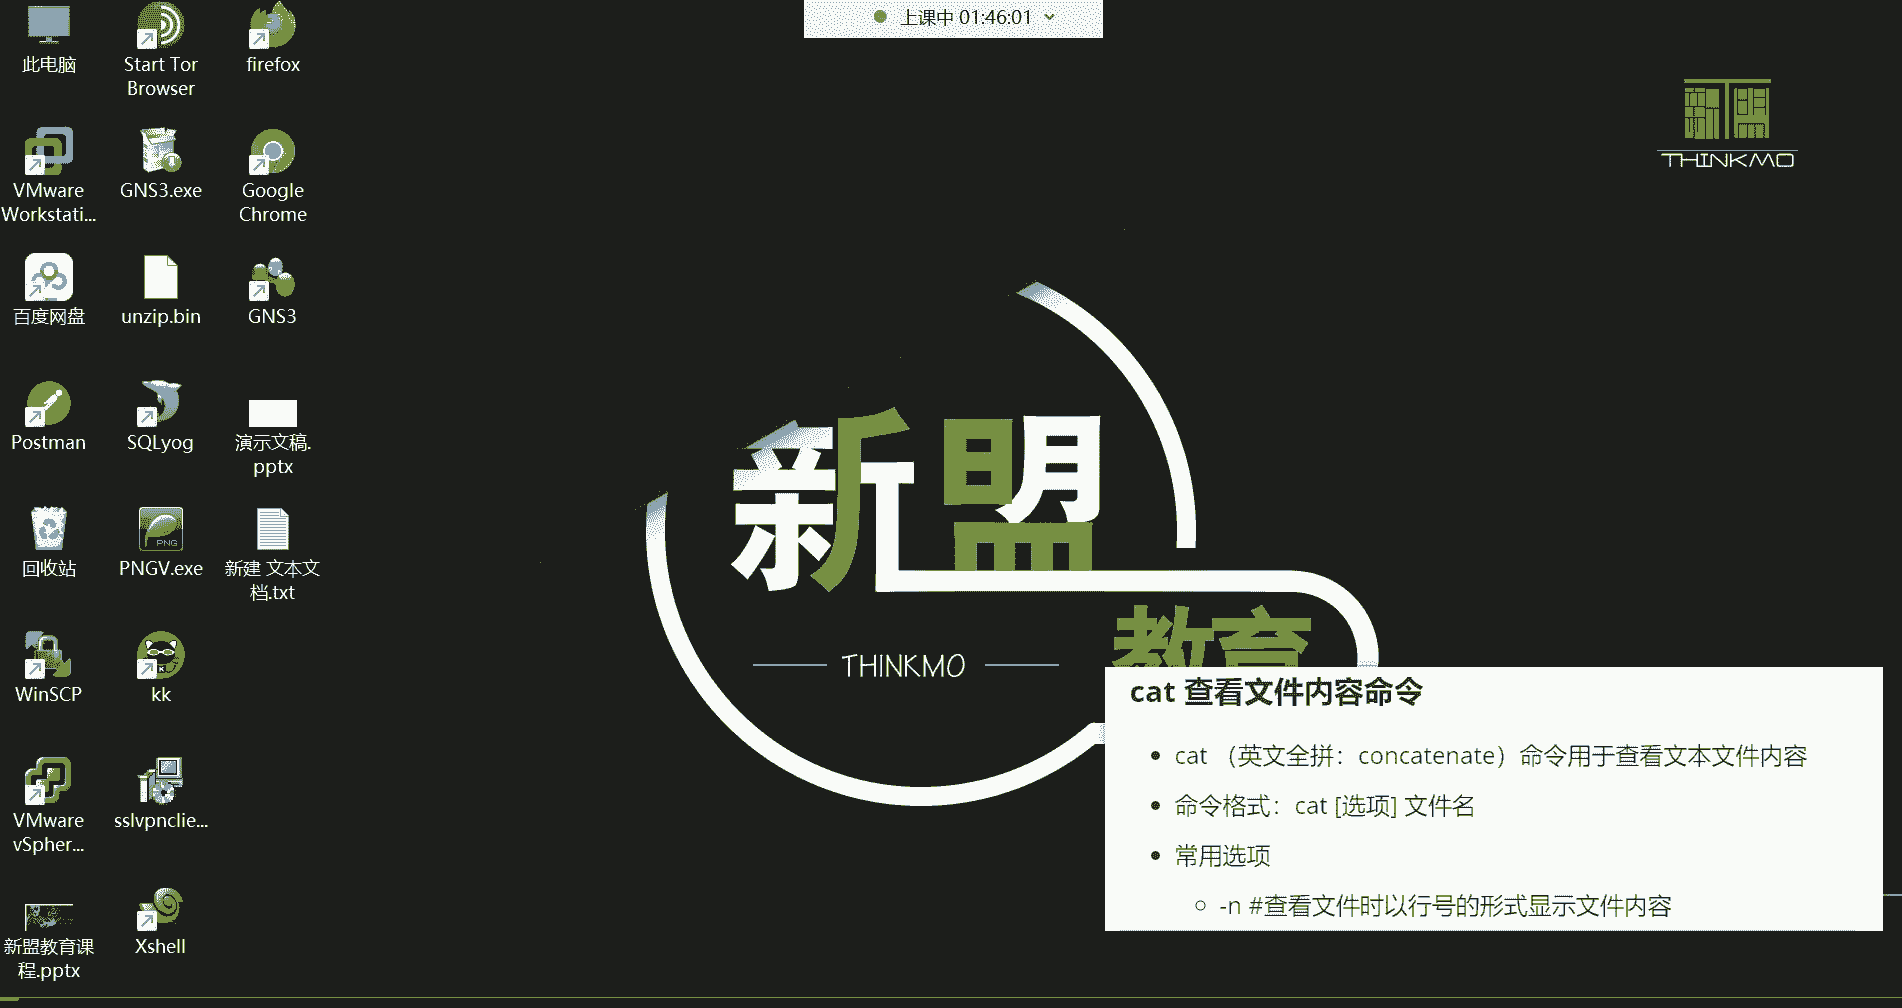 上课中 01:46:01
此电脑
Start Tor
Browser
firefox
THINKMO
VMware
Workstati...
GNS3.exe
Google
Chrome
百度网盘
unzip.bin
GNS3
Postman
SQLyog
演示文稿.
pptx
新盟
教育
THINKMO
回收站
PNG
PNGV.exe
新建 文本文
档.txt
WinSCP
kk
VMware
vSpher...
sslvpnclie...
新盟教育课
程.pptx
Xshell
cat 查看文件内容命令
• cat （英文全拼：concatenate）命令用于查看文本文件内容
• 命令格式：cat [选项] 文件名
• 常用选项
○ -n #查看文件时以行号的形式显示文件内容